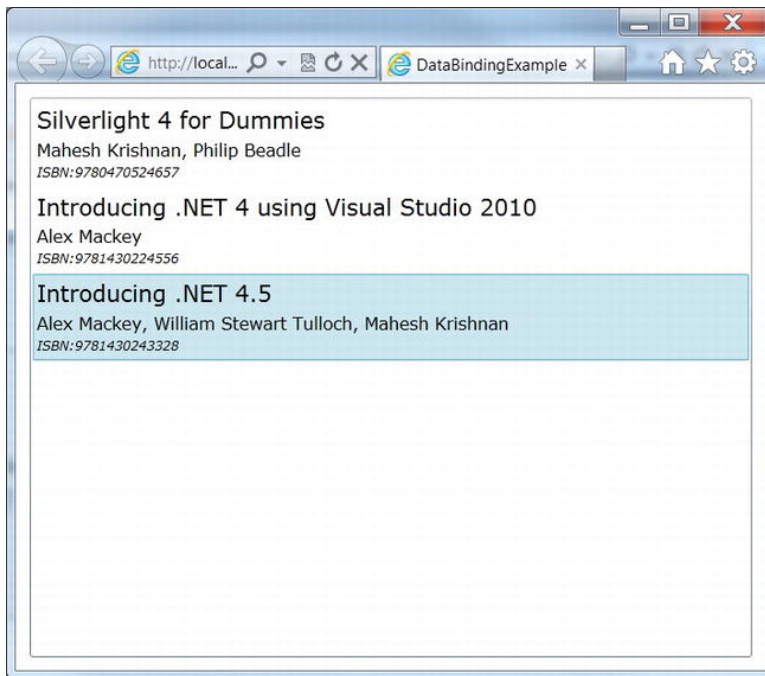 http://local...
DataBindingExample
Silverlight 4 for Dummies
Mahesh Krishnan, Philip Beadle
ISBN:9780470524657
Introducing .NET 4 using Visual Studio 2010
Alex Mackey
ISBN:9781430224556
Introducing .NET 4.5
Alex Mackey, William Stewart Tulloch, Mahesh Krishnan
ISBN:9781430243328